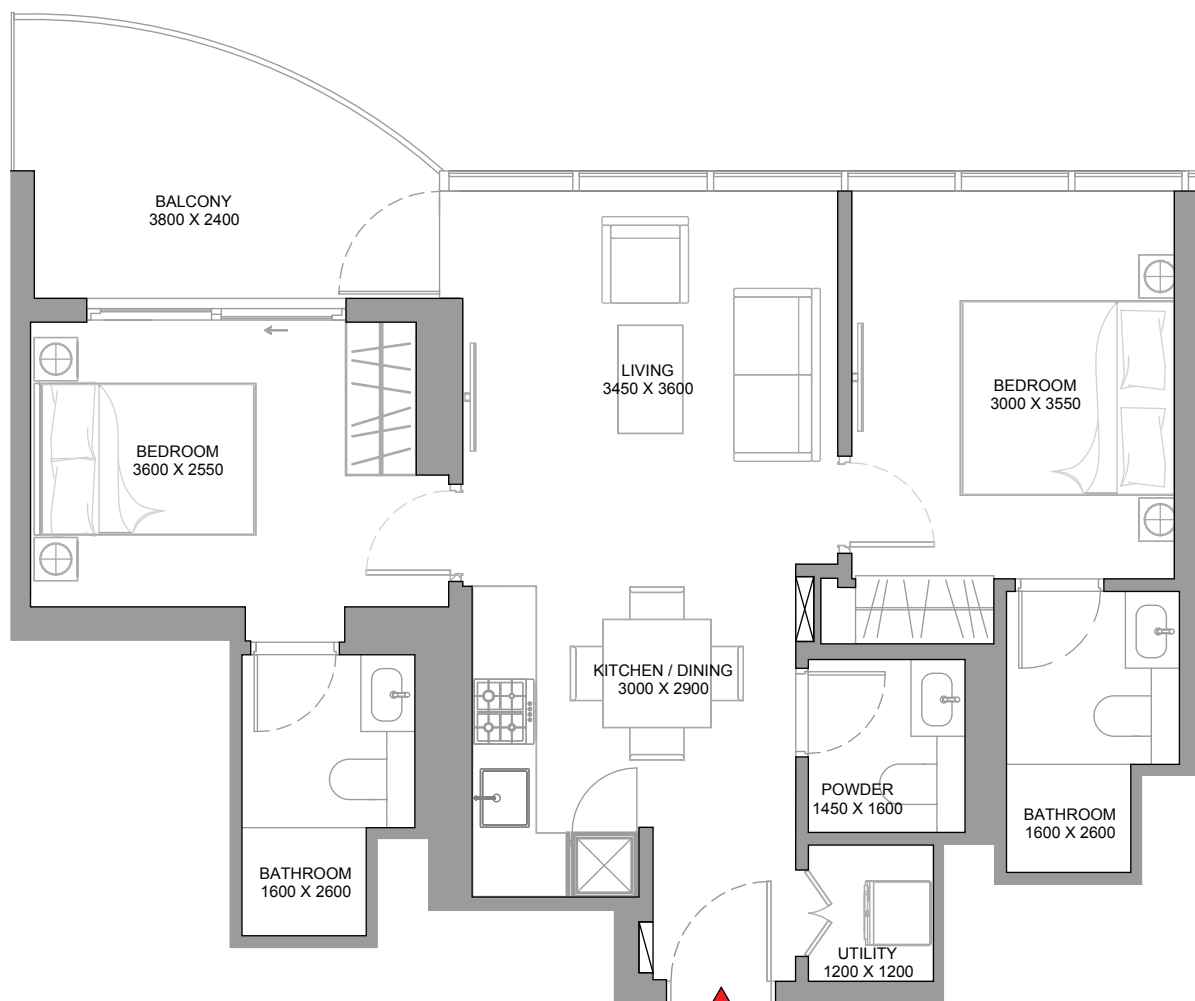 BALCONY
3800 X 2400
LIVING
3450 X 3600
BEDROOM
3000 X 3550
BEDROOM
3600 X 2550
KITCHEN / DINING
3000 X 2900
POWDER
1450 X 1600
BATHROOM
1600 X 2600
BATHROOM
1600 X 2600
UTILITY
1200 X 1200